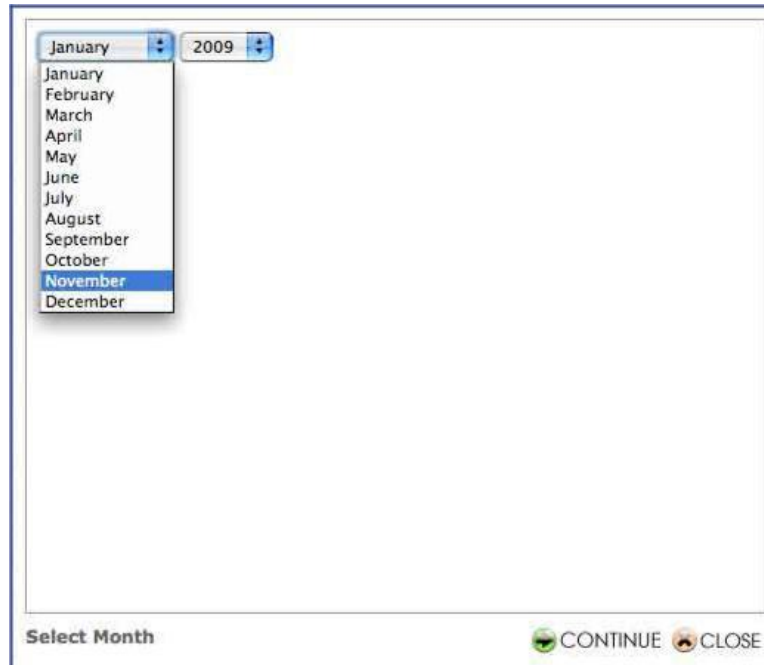 January 2009
January
February
March
April
May
June
July
August
September
October
November
December
Select Month CONTINUE CLOSE